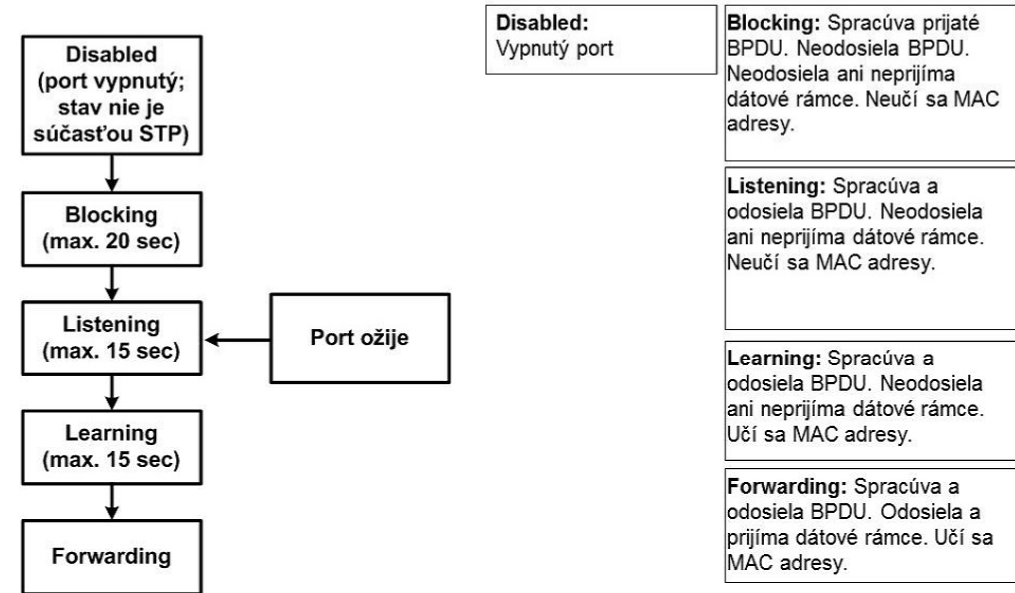 Disabled
(port vypnutý;
stav nie je
súčasťou STP)
Blocking
(max. 20 sec)
Listening
(max. 15 sec)
Port ožije
Learning
(max. 15 sec)
Forwarding
Disabled:
Vypnutý port
Blocking: Spracúva prijaté
BPDU. Neodosiela BPDU.
Neodosiela ani neprijíma
dátové rámce. Neučí sa MAC
adresy.
Listening: Spracúva a
odosiela BPDU. Neodosiela
ani neprijíma dátové rámce.
Neučí sa MAC adresy.
Learning: Spracúva a
odosiela BPDU. Neodosiela
ani neprijíma dátové rámce.
Učí sa MAC adresy.
Forwarding: Spracúva a
odosiela BPDU. Odosiela a
prijíma dátové rámce. Učí sa
MAC adresy.